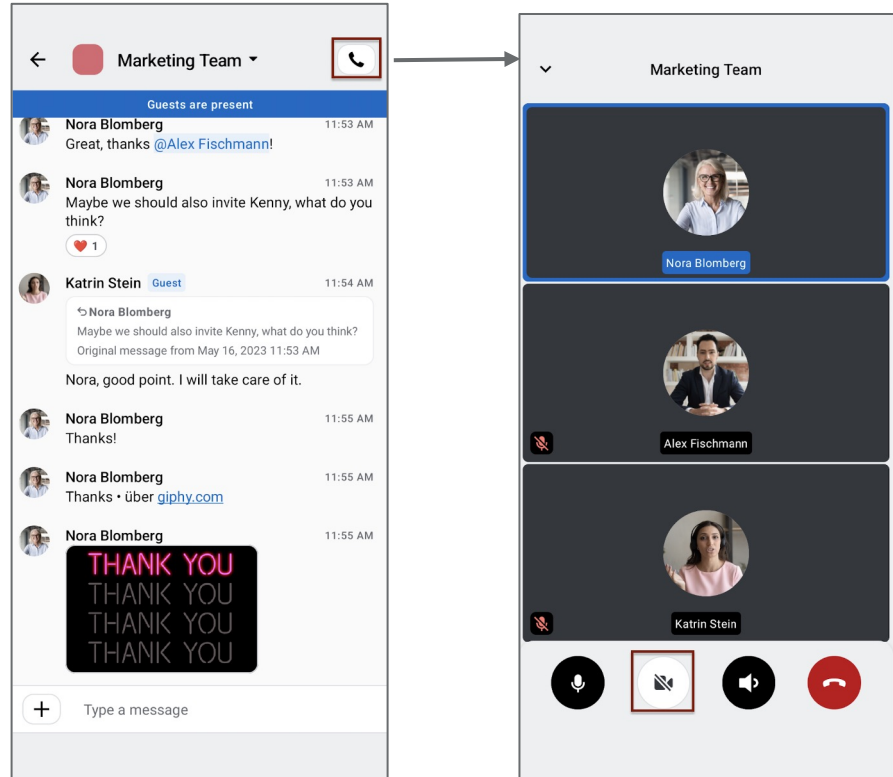 Marketing Team
Guests are present
Nora Blomberg 11:53 AM
Great, thanks @Alex Fischmann!
Nora Blomberg 11:53 AM
Maybe we should also invite Kenny, what do you
think?
1
Katrin Stein Guest 11:54 AM
Nora Blomberg
Maybe we should also invite Kenny, what do you think?
Original message from May 16, 2023 11:53 AM
Nora, good point. I will take care of it.
Nora Blomberg 11:55 AM
Thanks!
Nora Blomberg 11:55 AM
Thanks • über giphy.com
Nora Blomberg 11:55 AM
THANK YOU
THANK YOU
THANK YOU
THANK YOU
Type a message
Marketing Team
Nora Blomberg
Alex Fischmann
Katrin Stein